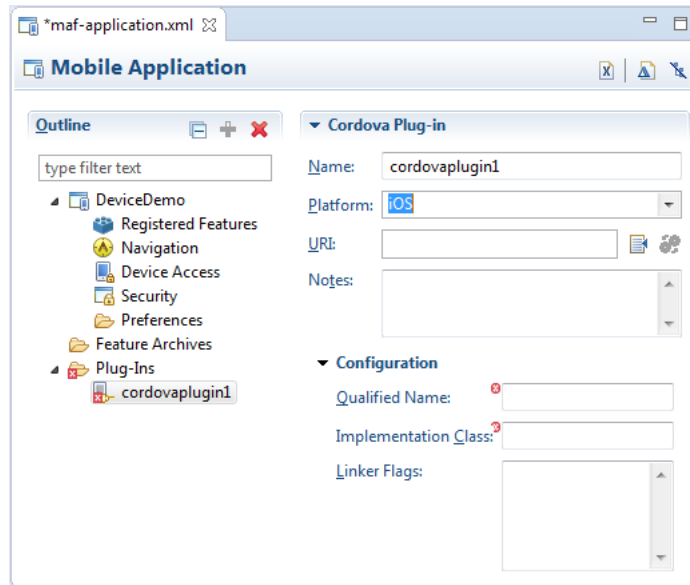 *maf-application.xml
Mobile Application
Outline
type filter text
DeviceDemo
Registered Features
Navigation
Device Access
Security
Preferences
Feature Archives
Plug-Ins
cordovaplugin1
Cordova Plug-in
Name: cordovaplugin1
Platform: iOS
URI:
Notes:
Configuration
Qualified Name:
Implementation Class:
Linker Flags: